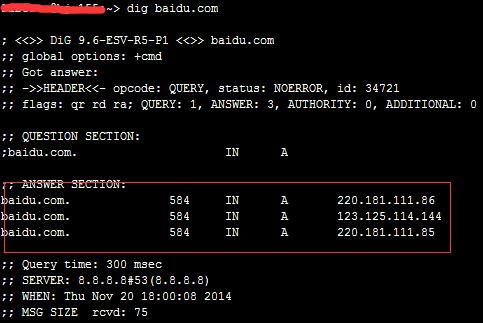 ~> dig baidu.com
; <<>> DiG 9.6-ESV-R5-P1 <<>> baidu.com
;; global options: +cmd
;; Got answer:
;; ->>HEADER<<- opcode: QUERY, status: NOERROR, id: 34721
;; flags: qr rd ra; QUERY: 1, ANSWER: 3, AUTHORITY: 0, ADDITIONAL: 0
;; QUESTION SECTION:
;baidu.com. IN A
;; ANSWER SECTION:
baidu.com. 584 IN A 220.181.111.86
baidu.com. 584 IN A 123.125.114.144
baidu.com. 584 IN A 220.181.111.85
;; Query time: 300 msec
;; SERVER: 8.8.8.8#53(8.8.8.8)
;; WHEN: Thu Nov 20 18:00:08 2014
;; MSG SIZE rcvd: 75